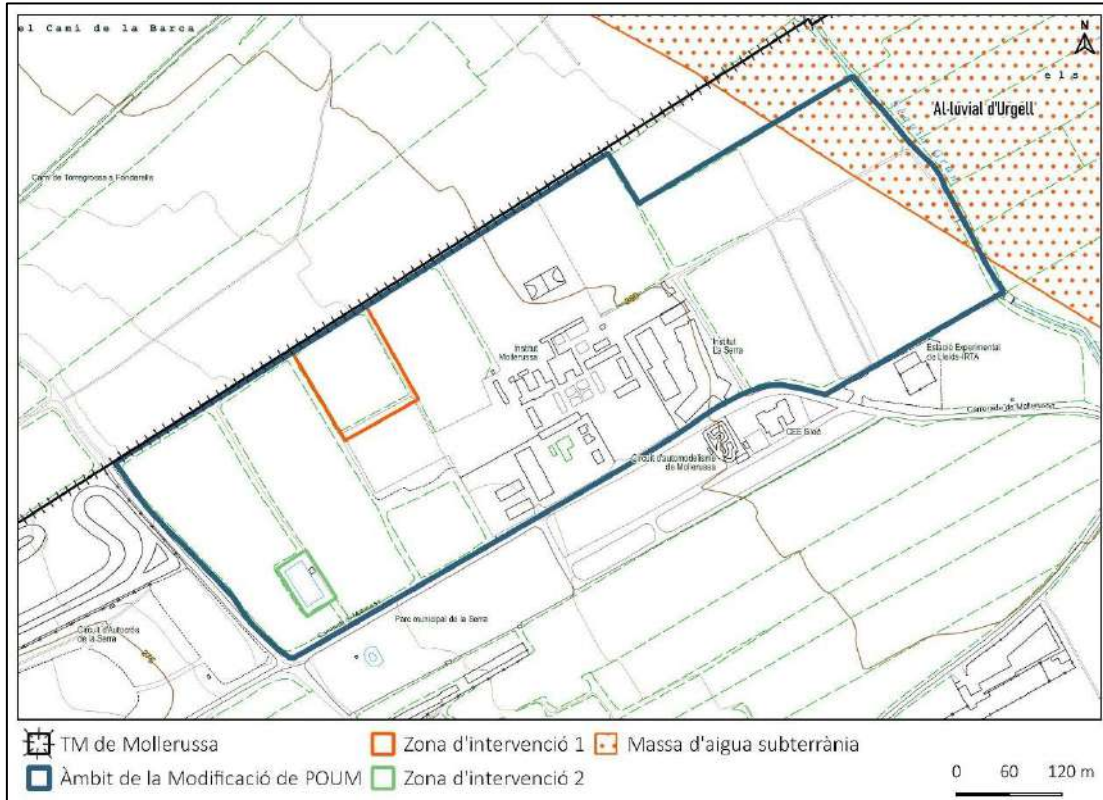 el Camí de la Barca
N
e l s
Al·luvial d'Urgell
Camí de Torregrossa a Fondarella
Institut
Mollerussa
Institut
La Serra
Estació Experimental
de Lleida-IRTA
Carretera de Mollerussa
CEE Siloé
Circuit d'automodelisme
de Mollerussa
Parc municipal de la Serra
Circuit d'Autocròs
de la Serra
TM de Mollerussa
Zona d'intervenció 1
Massa d'aigua subterrània
Àmbit de la Modificació de POUM
Zona d'intervenció 2
0 60 120 m